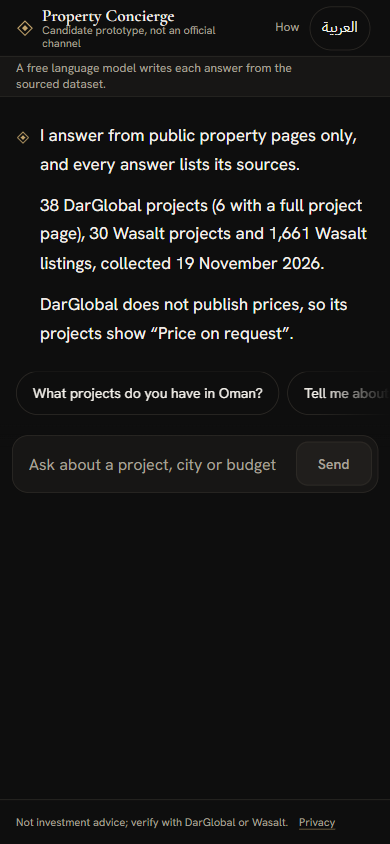 Property Concierge
Candidate prototype, not an official
channel
How
العربية
A free language model writes each answer from the
sourced dataset.
I answer from public property pages only,
and every answer lists its sources.
38 DarGlobal projects (6 with a full project
page), 30 Wasalt projects and 1,661 Wasalt
listings, collected 19 November 2026.
DarGlobal does not publish prices, so its
projects show “Price on request”.
What projects do you have in Oman?
Tell me about
Ask about a project, city or budget
Send
Not investment advice; verify with DarGlobal or Wasalt.
Privacy